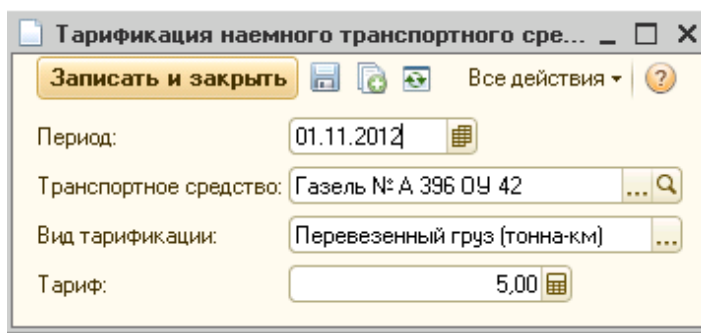 Тарификация наемного транспортного сре...
Записать и закрыть Все действия ?
Период: 01.11.2012
Транспортное средство: Газель № А 396 ОУ 42 ...
Вид тарификации: Перевезенный груз (тонна-км) ...
Тариф: 5,00